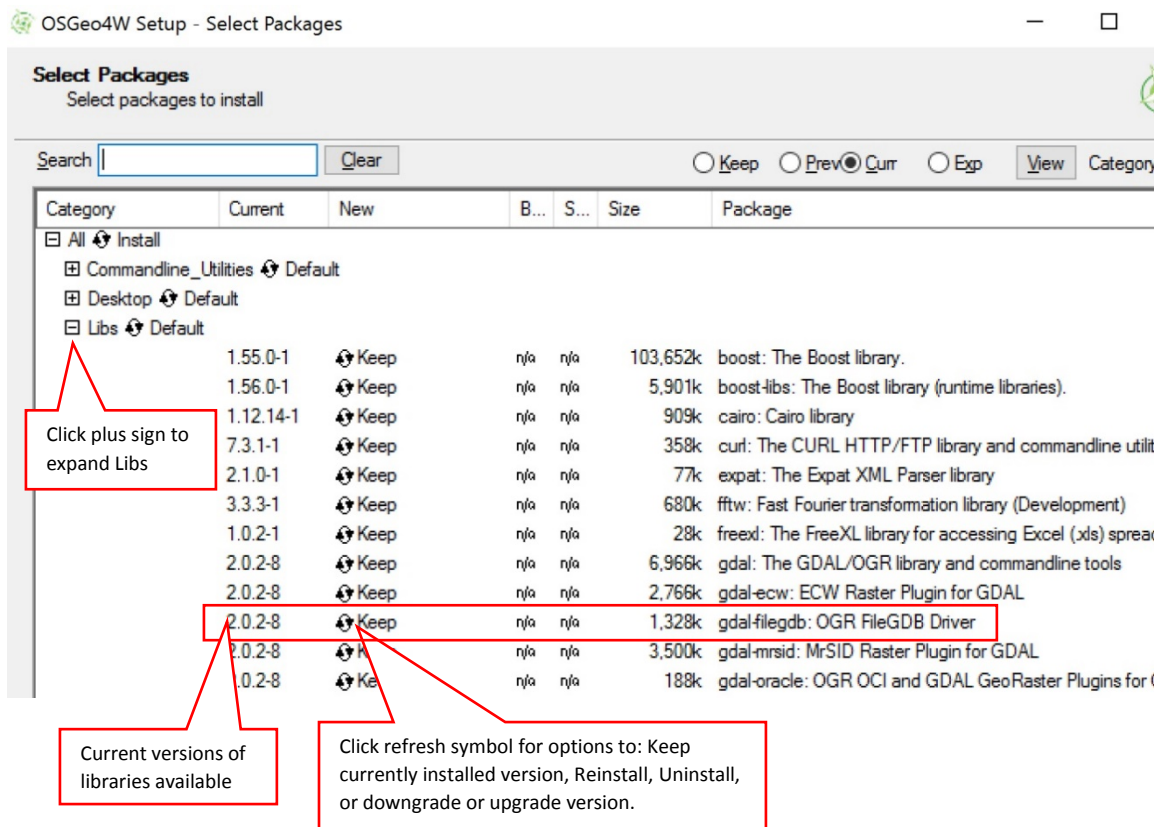 OSGeo4W Setup - Select Packages
Select Packages
Select packages to install
Search Clear Keep Prev Curr Exp View Category
Category Current New B... S... Size Package
All Install
Commandline_Utilities Default
Desktop Default
Libs Default
1.55.0-1 Keep n/a n/a 103,652k boost: The Boost library.
1.56.0-1 Keep n/a n/a 5,901k boost-libs: The Boost library (runtime libraries).
1.12.14-1 Keep n/a n/a 909k cairo: Cairo library
7.3.1-1 Keep n/a n/a 358k curl: The CURL HTTP/FTP library and commandline utilit
2.1.0-1 Keep n/a n/a 77k expat: The Expat XML Parser library
3.3.3-1 Keep n/a n/a 680k fftw: Fast Fourier transformation library (Development)
1.0.2-1 Keep n/a n/a 28k freexl: The FreeXL library for accessing Excel (.xls) spread
2.0.2-8 Keep n/a n/a 6,966k gdal: The GDAL/OGR library and commandline tools
2.0.2-8 Keep n/a n/a 2,766k gdal-ecw: ECW Raster Plugin for GDAL
2.0.2-8 Keep n/a n/a 1,328k gdal-filegdb: OGR FileGDB Driver
2.0.2-8 K n/a n/a 3,500k gdal-mrsid: MrSID Raster Plugin for GDAL
.0.2-8 Ke n/a n/a 188k gdal-oracle: OGR OCI and GDAL GeoRaster Plugins for
Click plus sign to
expand Libs
Current versions of
libraries available
Click refresh symbol for options to: Keep
currently installed version, Reinstall, Uninstall,
or downgrade or upgrade version.